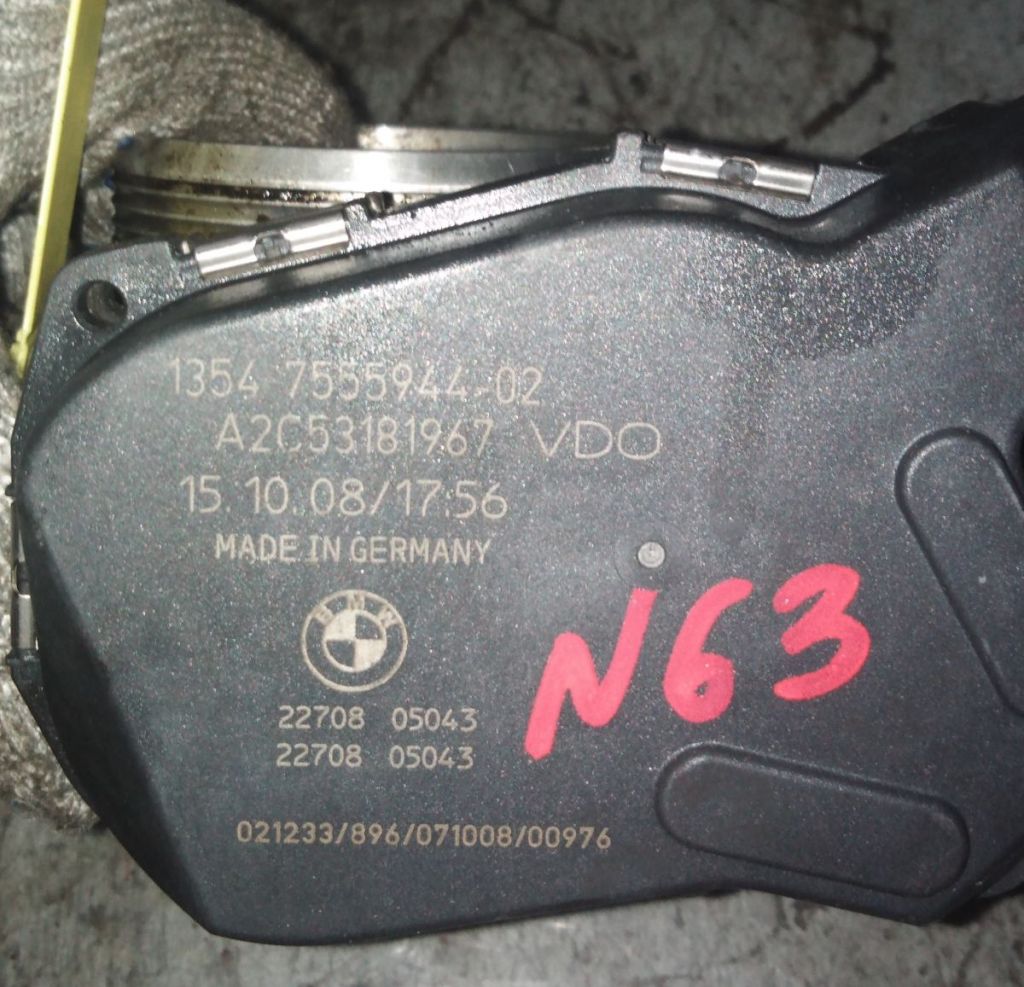 1354 7555944-02
A2C53181967 VDO
15.10.08/17:56
MADE IN GERMANY
BMW
N63
22708 05043
22708 05043
021233/896/071008/00976